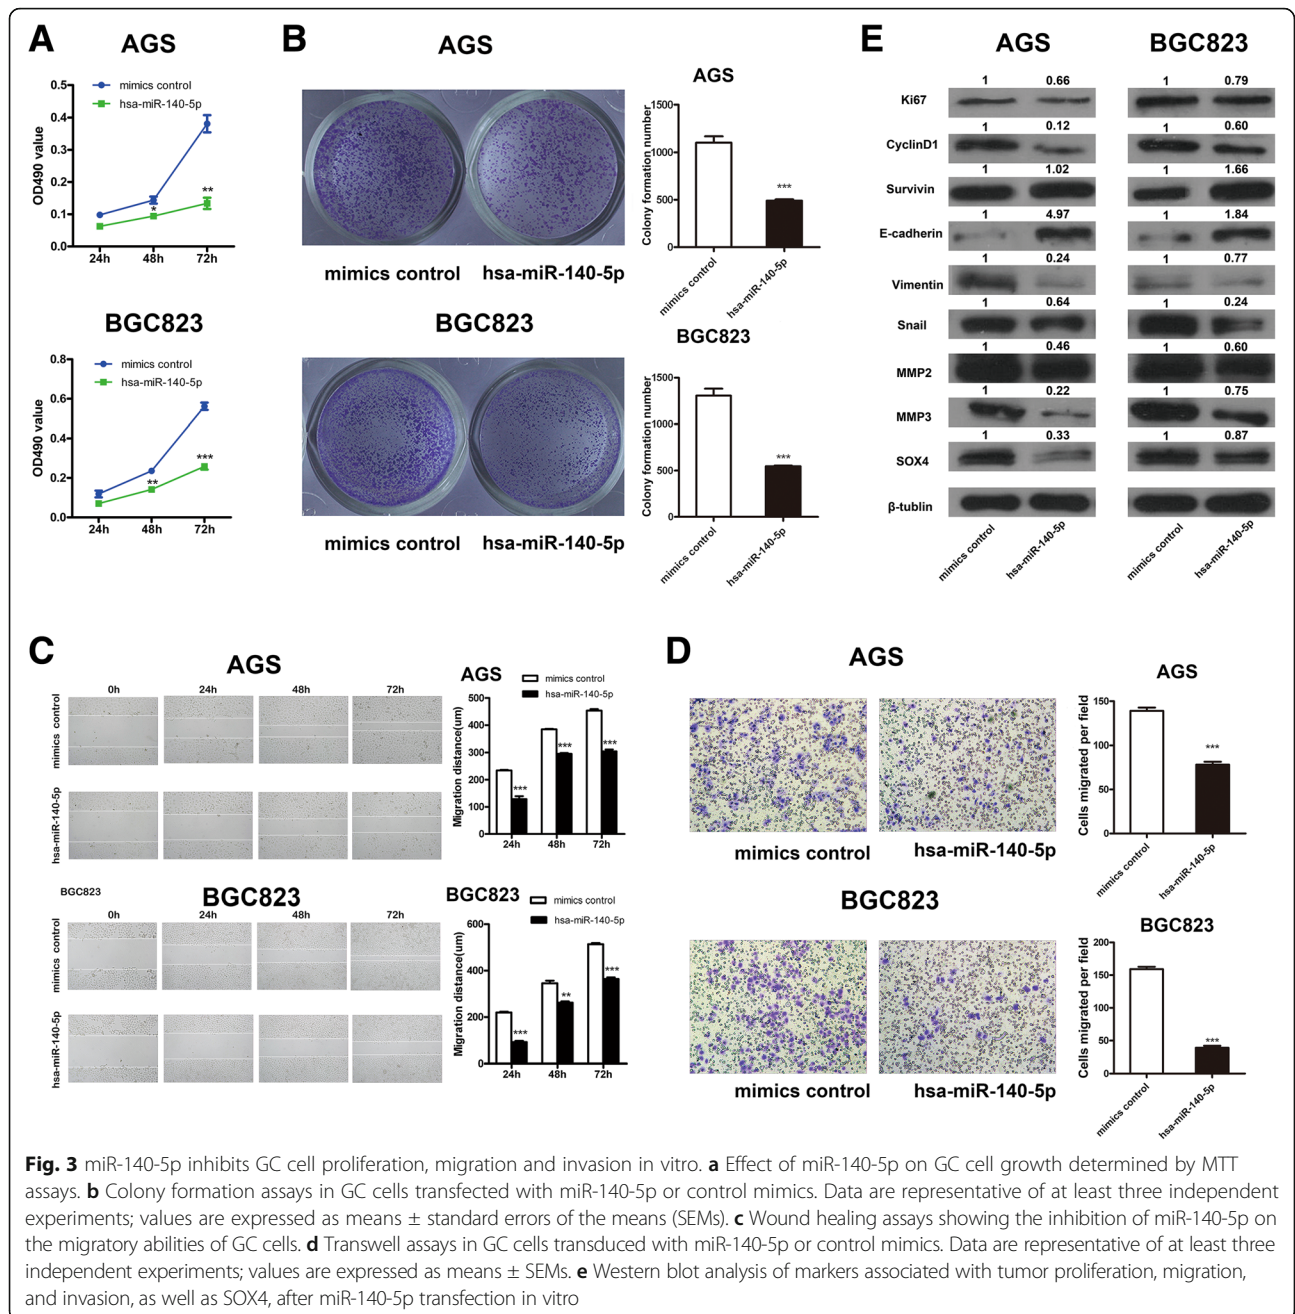 A
AGS
mimics control
hsa-miR-140-5p
OD490 value
0.5
0.4
0.3
0.2
0.1
0.0
*
**
24h 48h 72h
BGC823
mimics control
hsa-miR-140-5p
OD490 value
0.8
0.6
0.4
0.2
0.0
**
***
24h 48h 72h
B
AGS
mimics control hsa-miR-140-5p
AGS
Colony formation number
1500
1000
500
0
***
mimics control
hsa-miR-140-5p
BGC823
mimics control hsa-miR-140-5p
BGC823
Colony formation number
1500
1000
500
0
***
mimics control
hsa-miR-140-5p
E
AGS BGC823
1 0.66 1 0.79
Ki67
1 0.12 1 0.60
CyclinD1
1 1.02 1 1.66
Survivin
1 4.97 1 1.84
E-cadherin
1 0.24 1 0.77
Vimentin
1 0.64 1 0.24
Snail
1 0.46 1 0.60
MMP2
1 0.22 1 0.75
MMP3
1 0.33 1 0.87
SOX4
β-tublin
mimics control
hsa-miR-140-5p
mimics control
hsa-miR-140-5p
C
AGS
0h 24h 48h 72h
mimics control
hsa-miR-140-5p
AGS
mimics control
hsa-miR-140-5p
Migration distance(um)
500
400
300
200
100
0
***
***
***
24h 48h 72h
BGC823
BGC823
0h 24h 48h 72h
mimics control
hsa-miR-140-5p
BGC823
mimics control
hsa-miR-140-5p
Migration distance(um)
600
400
200
0
***
**
***
24h 48h 72h
D
AGS
mimics control hsa-miR-140-5p
AGS
Cells migrated per field
150
100
50
0
***
mimics control
hsa-miR-140-5p
BGC823
mimics control hsa-miR-140-5p
BGC823
Cells migrated per field
200
150
100
50
0
***
mimics control
hsa-miR-140-5p
Fig. 3 miR-140-5p inhibits GC cell proliferation, migration and invasion in vitro. a Effect of miR-140-5p on GC cell growth determined by MTT
assays. b Colony formation assays in GC cells transfected with miR-140-5p or control mimics. Data are representative of at least three independent
experiments; values are expressed as means ± standard errors of the means (SEMs). c Wound healing assays showing the inhibition of miR-140-5p on
the migratory abilities of GC cells. d Transwell assays in GC cells transduced with miR-140-5p or control mimics. Data are representative of at least three
independent experiments; values are expressed as means ± SEMs. e Western blot analysis of markers associated with tumor proliferation, migration,
and invasion, as well as SOX4, after miR-140-5p transfection in vitro